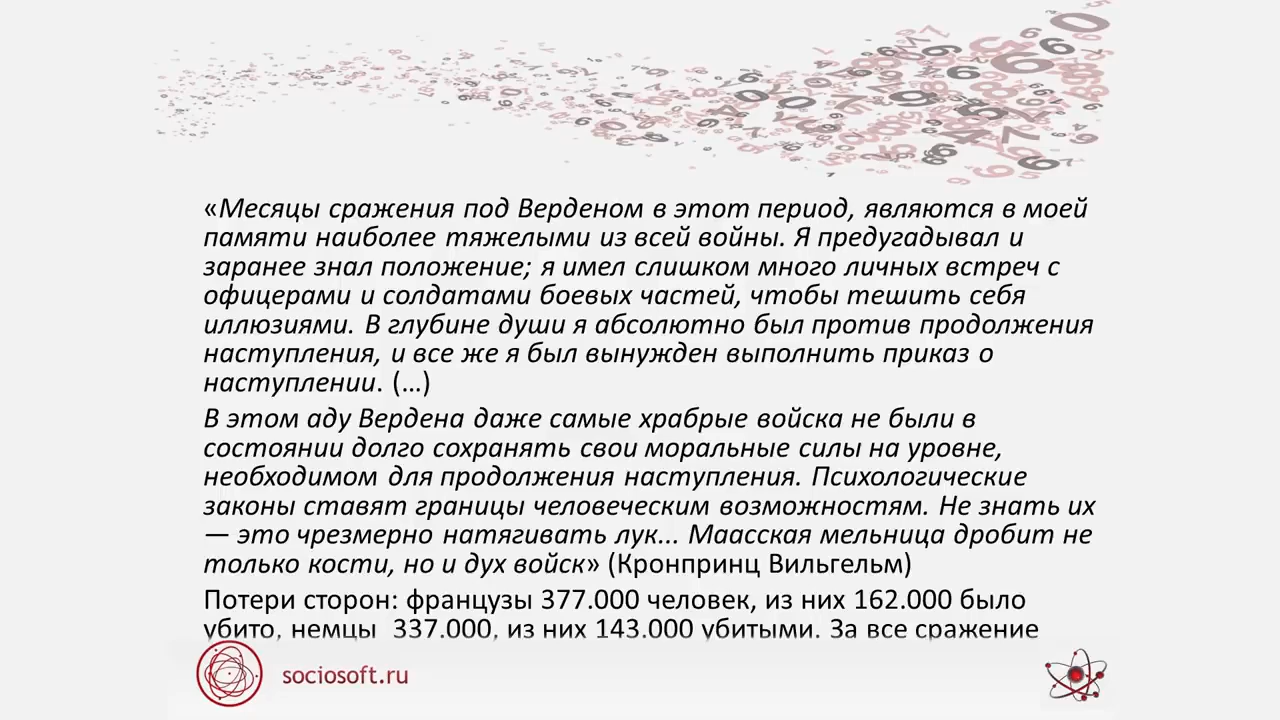 «Месяцы сражения под Верденом в этот период, являются в моей
памяти наиболее тяжелыми из всей войны. Я предугадывал и
заранее знал положение; я имел слишком много личных встреч с
офицерами и солдатами боевых частей, чтобы тешить себя
иллюзиями. В глубине души я абсолютно был против продолжения
наступления, и все же я был вынужден выполнить приказ о
наступлении. (…)
В этом аду Вердена даже самые храбрые войска не были в
состоянии долго сохранять свои моральные силы на уровне,
необходимом для продолжения наступления. Психологические
законы ставят границы человеческим возможностям. Не знать их
— это чрезмерно натягивать лук... Маасская мельница дробит не
только кости, но и дух войск» (Кронпринц Вильгельм)
Потери сторон: французы 377.000 человек, из них 162.000 было
убито, немцы  337.000, из них 143.000 убитыми. За все сражение
sociosoft.ru